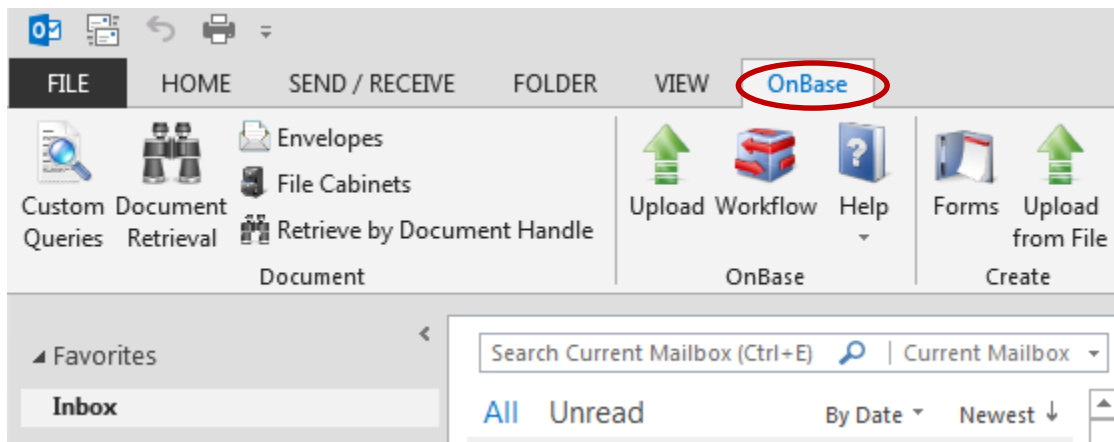 FILE HOME SEND / RECEIVE FOLDER VIEW OnBase
Custom Queries
Document Retrieval
Envelopes
File Cabinets
Retrieve by Document Handle
Document
Upload
Workflow
Help
OnBase
Forms
Upload from File
Create
Favorites
Inbox
Search Current Mailbox (Ctrl+E)
Current Mailbox
All Unread By Date Newest